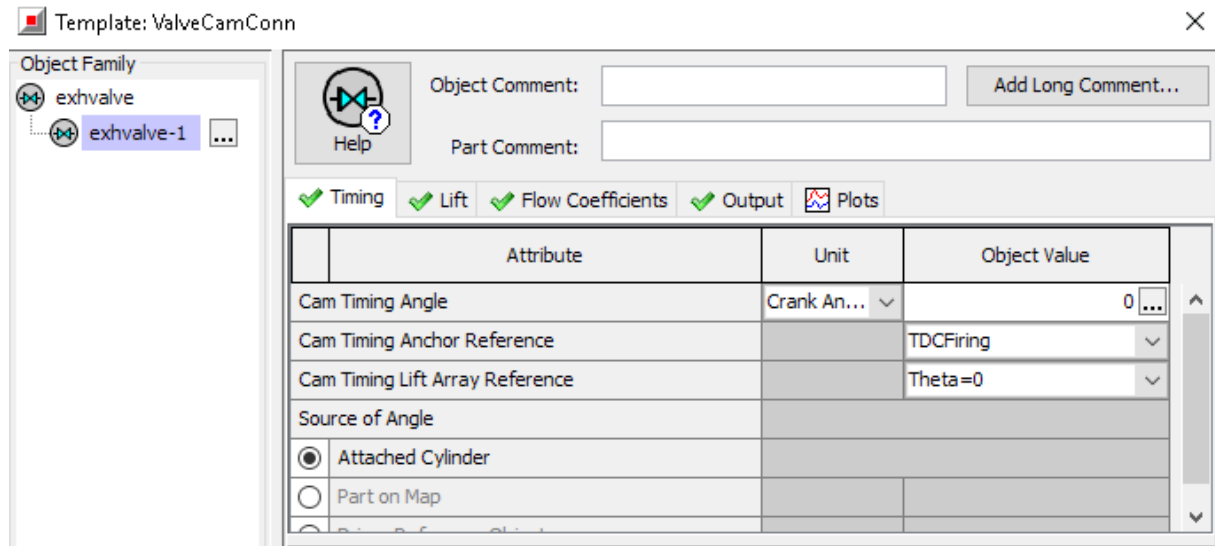 Template: ValveCamConn
Object Family
exhvalve
exhvalve-1 ...
Help
Object Comment:
Add Long Comment...
Part Comment:
Timing Lift Flow Coefficients Output Plots
Attribute Unit Object Value
Cam Timing Angle Crank An... 0 ...
Cam Timing Anchor Reference TDCFiring
Cam Timing Lift Array Reference Theta=0
Source of Angle
Attached Cylinder
Part on Map